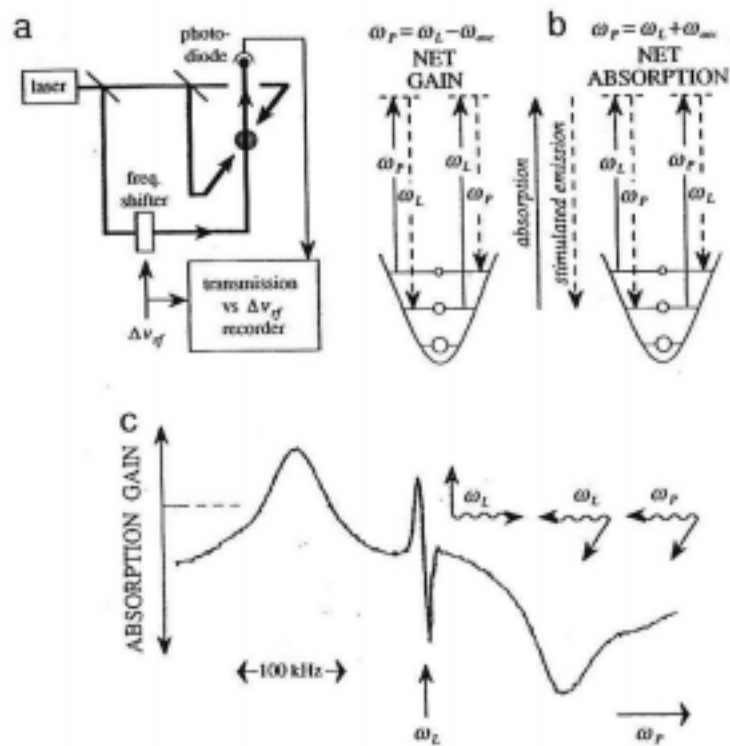 a
photo-
diode
laser
freq.
shifter
Δν_rf
transmission
vs Δν_rf
recorder
ω_P = ω_L − ω_osc
NET
GAIN
ω_P
ω_L
ω_L
ω_P
absorption
stimulated emission
b
ω_P = ω_L + ω_osc
NET
ABSORPTION
ω_L
ω_P
ω_P
ω_L
c
ABSORPTION GAIN
100 kHz
ω_L
ω_L
ω_L
ω_P
ω_P